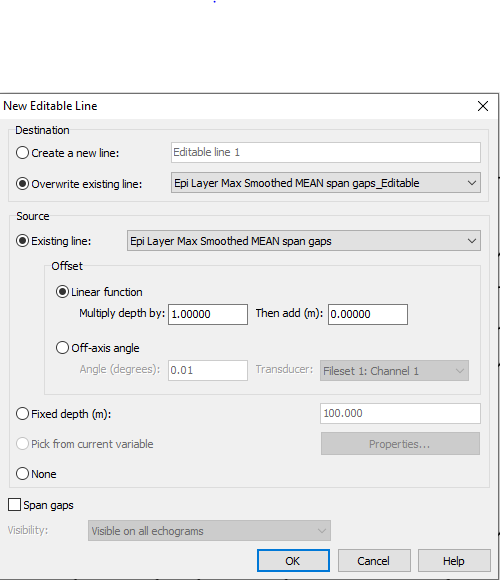 New Editable Line
Destination
Create a new line: Editable line 1
Overwrite existing line: Epi Layer Max Smoothed MEAN span gaps_Editable
Source
Existing line: Epi Layer Max Smoothed MEAN span gaps
Offset
Linear function
Multiply depth by: 1.00000 Then add (m): 0.00000
Off-axis angle
Angle (degrees): 0.01 Transducer: Fileset 1: Channel 1
Fixed depth (m): 100.000
Pick from current variable Properties...
None
Span gaps
Visibility: Visible on all echograms
OK Cancel Help